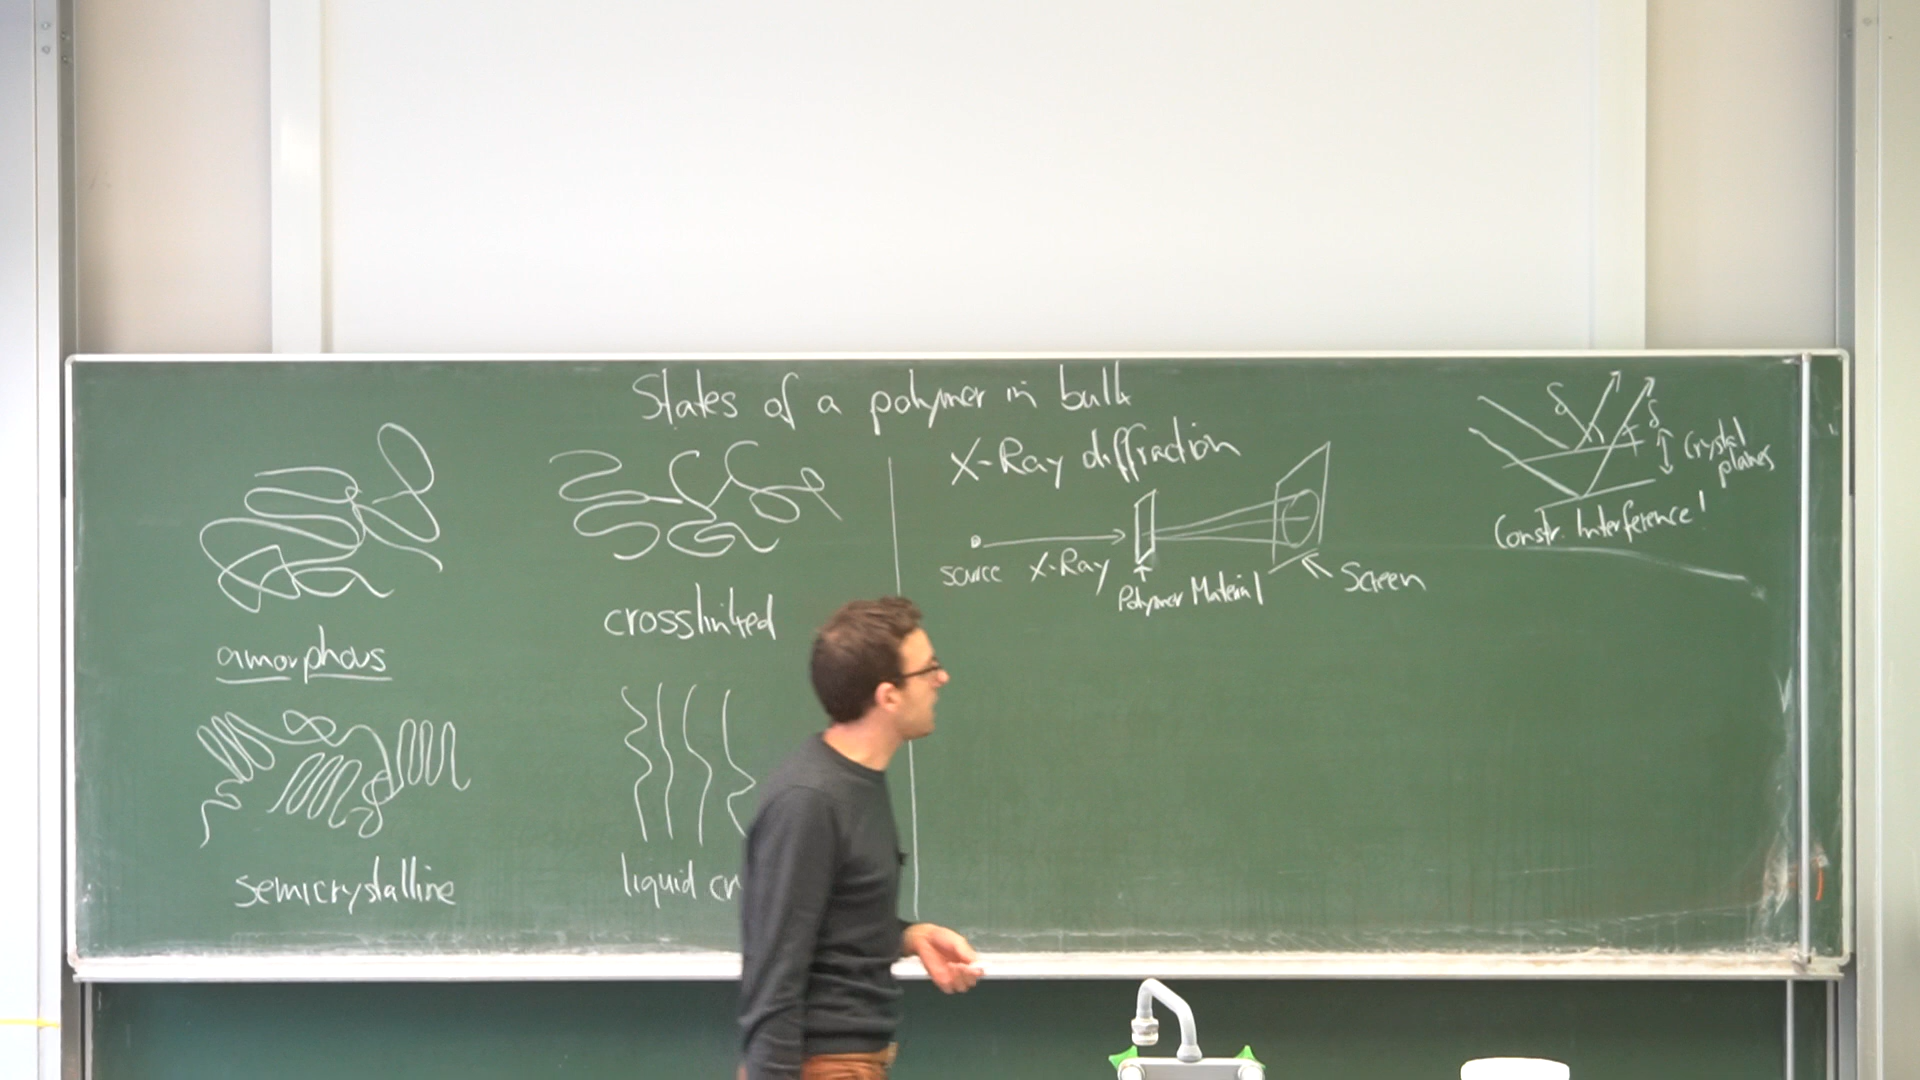 States of a polymer in bulk
amorphous
crosslinked
semicrystalline
liquid cr
X-Ray diffraction
source X-Ray
Polymer Material
Screen
δ
δ
Crystal
planes
Constr. Interference!